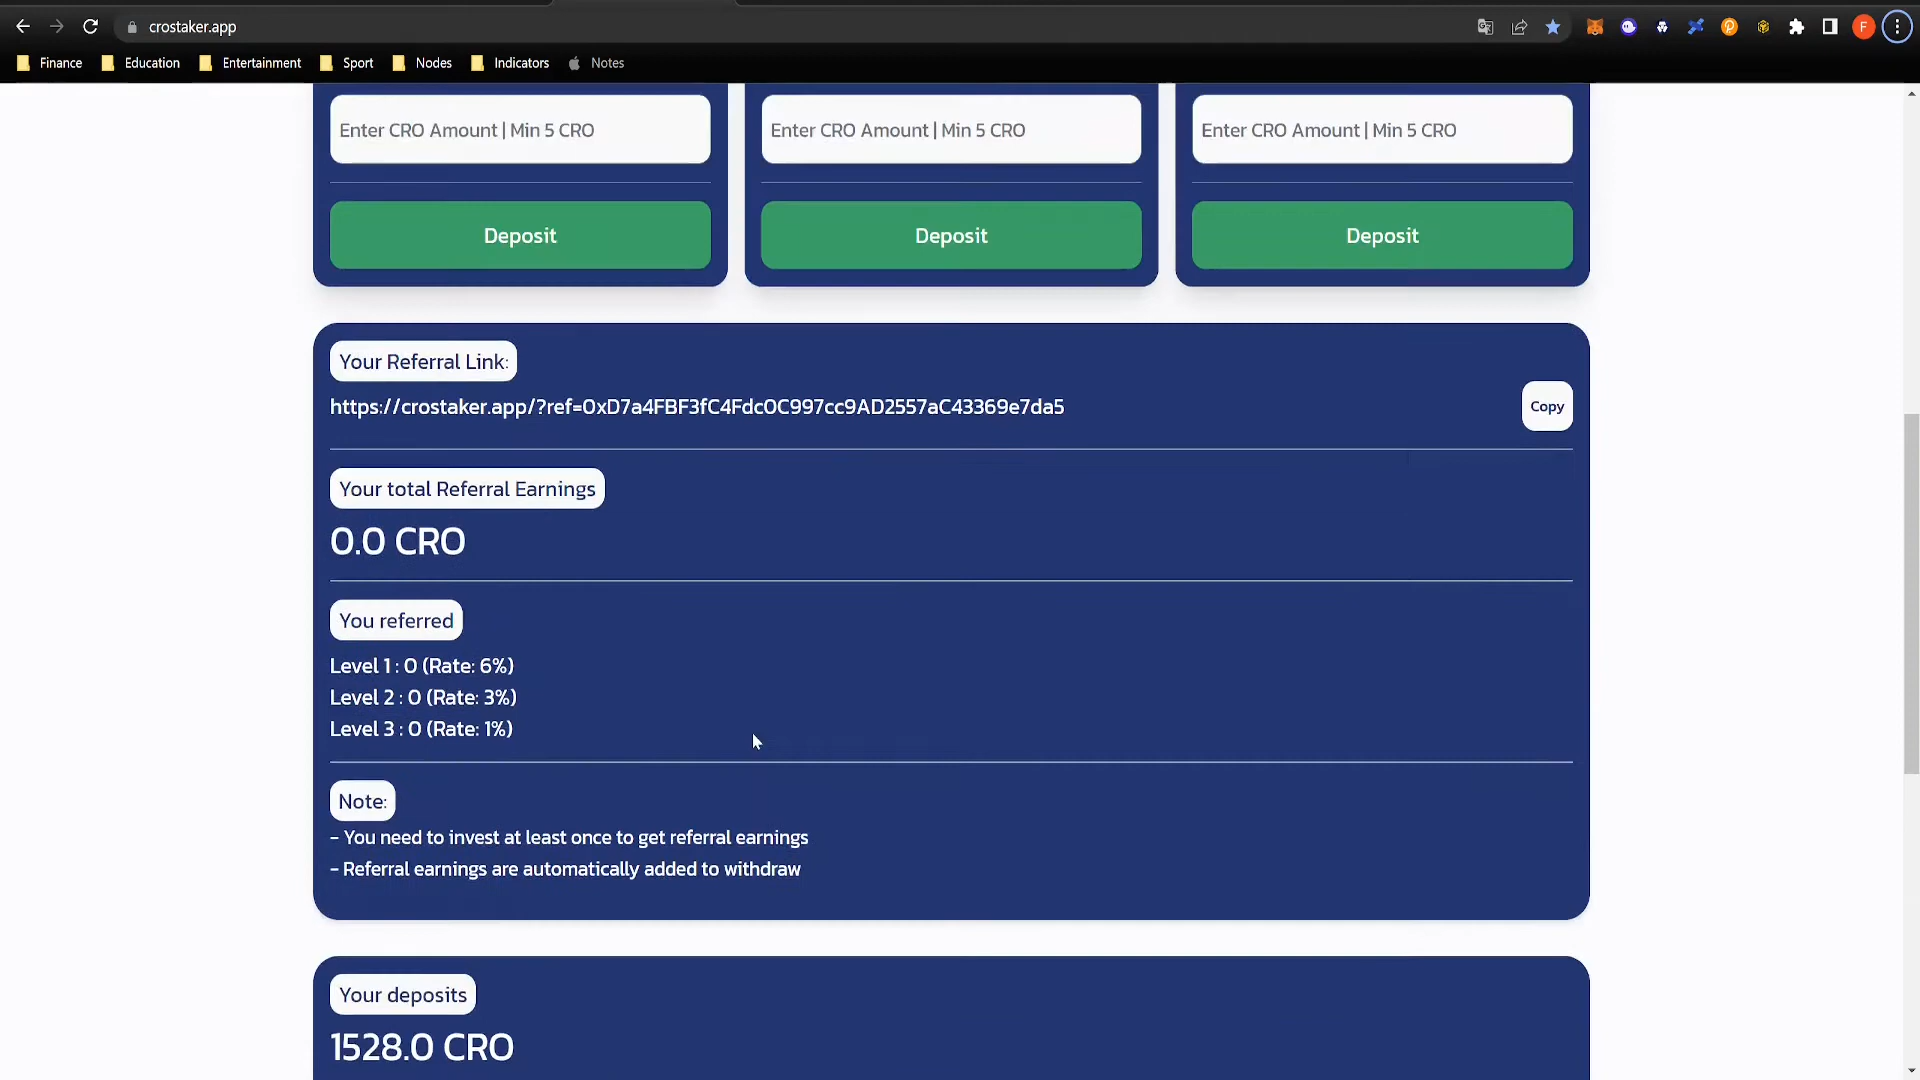 crostaker.app
F
Finance Education Entertainment Sport Nodes Indicators Notes
Enter CRO Amount | Min 5 CRO Enter CRO Amount | Min 5 CRO Enter CRO Amount | Min 5 CRO
Deposit Deposit Deposit
Your Referral Link:
https://crostaker.app/?ref=0xD7a4FBF3fC4Fdc0C997cc9AD2557aC43369e7da5
Copy
Your total Referral Earnings
0.0 CRO
You referred
Level 1 : 0 (Rate: 6%)
Level 2 : 0 (Rate: 3%)
Level 3 : 0 (Rate: 1%)
Note:
- You need to invest at least once to get referral earnings
- Referral earnings are automatically added to withdraw
Your deposits
1528.0 CRO